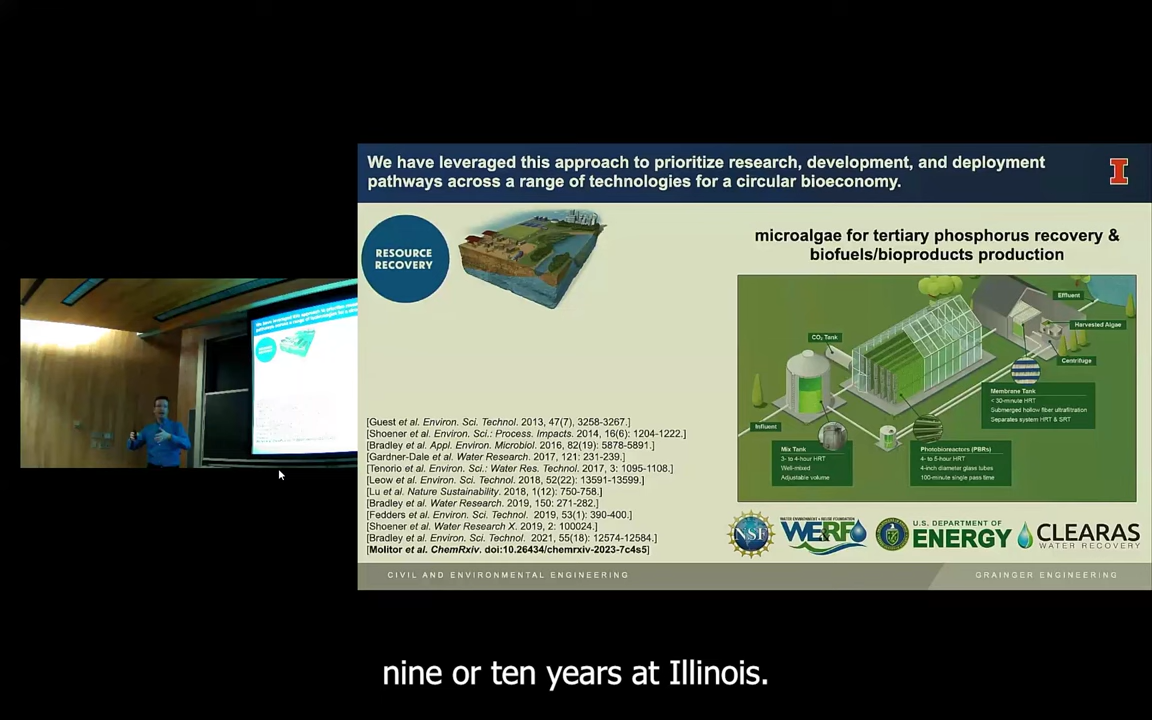 We have leveraged this approach to prioritize research, development, and deployment
pathways across a range of technologies for a circular bioeconomy.
RESOURCE
RECOVERY
microalgae for tertiary phosphorus recovery &
biofuels/bioproducts production
Effluent
Harvested Algae
CO₂ Tank
Centrifuge
Membrane Tank
< 30-minute HRT
Submerged hollow fiber ultrafiltration
Separates system HRT & SRT
Influent
Mix Tank
3- to 4-hour HRT
Well-mixed
Adjustable volume
Photobioreactors (PBRs)
4- to 5-hour HRT
4-inch diameter glass tubes
100-minute single pass time
[Guest et al. Environ. Sci. Technol. 2013, 47(7), 3258-3267.]
[Shoener et al. Environ. Sci.: Process. Impacts. 2014, 16(6): 1204-1222.]
[Bradley et al. Appl. Environ. Microbiol. 2016, 82(19): 5878-5891.]
[Gardner-Dale et al. Water Research. 2017, 121: 231-239.]
[Tenorio et al. Environ. Sci.: Water Res. Technol. 2017, 3: 1095-1108.]
[Leow et al. Environ. Sci. Technol. 2018, 52(22): 13591-13599.]
[Lu et al. Nature Sustainability. 2018, 1(12): 750-758.]
[Bradley et al. Water Research. 2019, 150: 271-282.]
[Fedders et al. Environ. Sci. Technol. 2019, 53(1): 390-400.]
[Shoener et al. Water Research X. 2019, 2: 100024.]
[Bradley et al. Environ. Sci. Technol. 2021, 55(18): 12574-12584.]
[Molitor et al. ChemRxiv. doi:10.26434/chemrxiv-2023-7c4s5]
NSF
WERF
U.S. DEPARTMENT OF
ENERGY
CLEARAS
WATER RECOVERY
CIVIL AND ENVIRONMENTAL ENGINEERING
GRAINGER ENGINEERING
nine or ten years at Illinois.